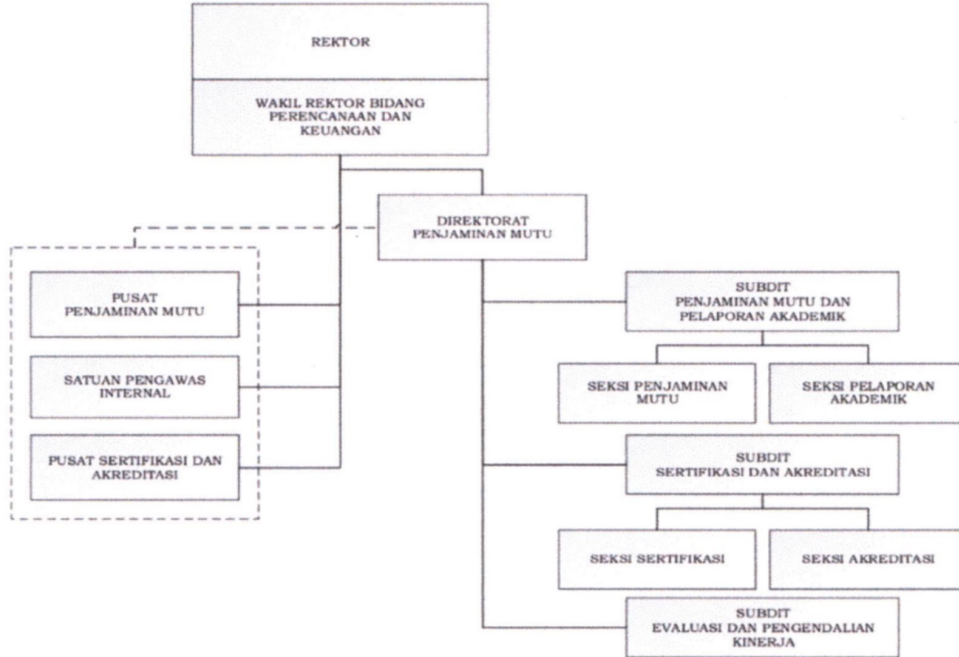 REKTOR
WAKIL REKTOR BIDANG
PERENCANAAN DAN
KEUANGAN
DIREKTORAT
PENJAMINAN MUTU
PUSAT
PENJAMINAN MUTU
SATUAN PENGAWAS
INTERNAL
PUSAT SERTIFIKASI DAN
AKREDITASI
SUBDIT
PENJAMINAN MUTU DAN
PELAPORAN AKADEMIK
SEKSI PENJAMINAN
MUTU
SEKSI PELAPORAN
AKADEMIK
SUBDIT
SERTIFIKASI DAN AKREDITASI
SEKSI SERTIFIKASI
SEKSI AKREDITASI
SUBDIT
EVALUASI DAN PENGENDALIAN
KINERJA